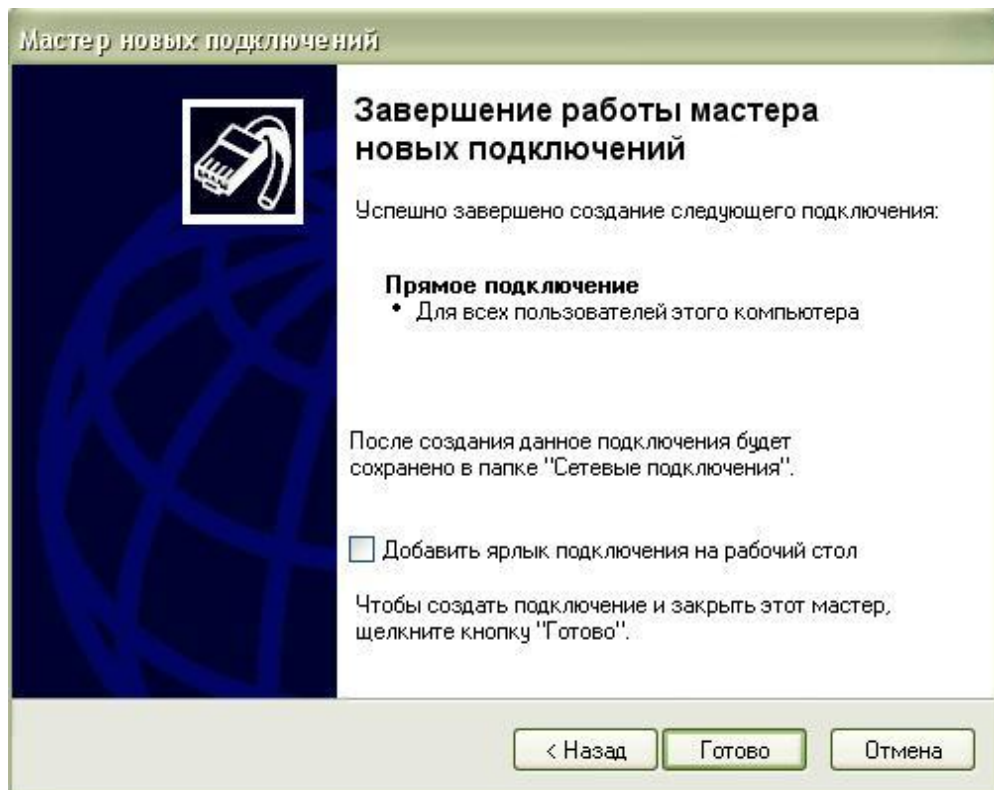 Мастер новых подключений
Завершение работы мастера
новых подключений
Успешно завершено создание следующего подключения:
Прямое подключение
• Для всех пользователей этого компьютера
После создания данное подключения будет
сохранено в папке "Сетевые подключения".
Добавить ярлык подключения на рабочий стол
Чтобы создать подключение и закрыть этот мастер,
щелкните кнопку "Готово".
< Назад Готово Отмена